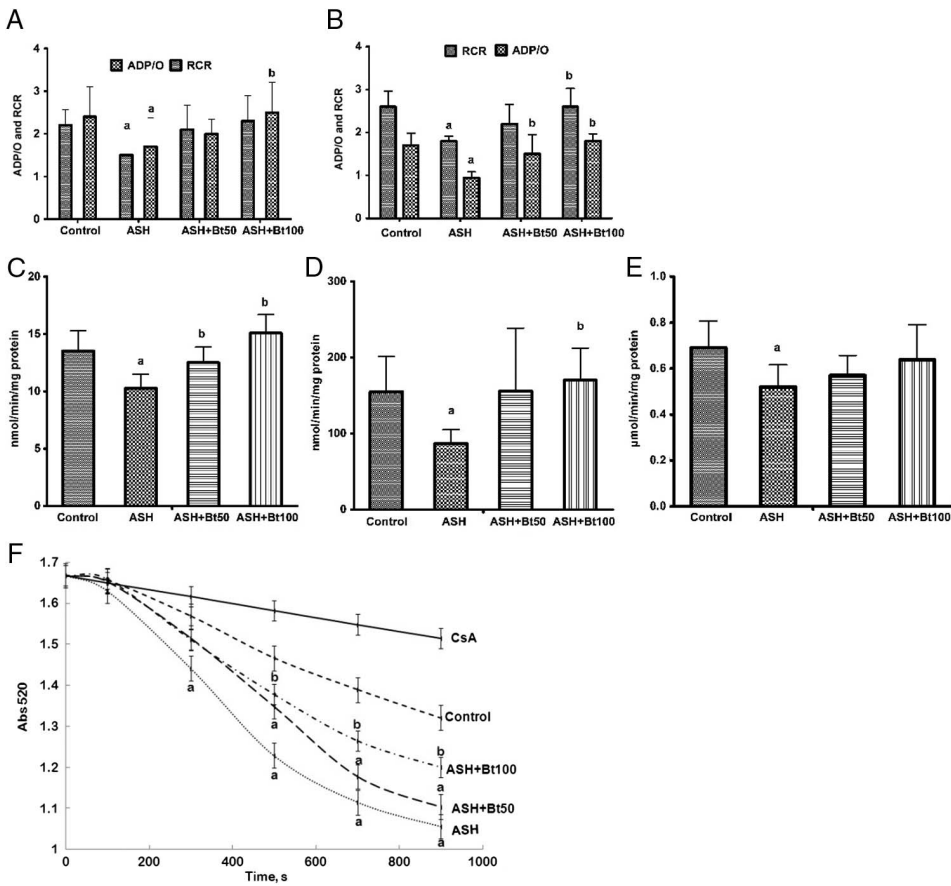 A
ADP/O RCR
ADP/O and RCR
4
3
2
1
0
a
a
b
Control ASH ASH+Bt50 ASH+Bt100
B
RCR ADP/O
ADP/O and RCR
4
3
2
1
0
a
a
b
b
b
Control ASH ASH+Bt50 ASH+Bt100
C
nmol/min/mg protein
20
15
10
5
0
a
b
b
Control ASH ASH+Bt50 ASH+Bt100
D
nmol/min/mg protein
300
200
100
0
a
b
Control ASH ASH+Bt50 ASH+Bt100
E
µmol/min/mg protein
1.0
0.8
0.6
0.4
0.2
0.0
a
Control ASH ASH+Bt50 ASH+Bt100
F
Abs 520
1.7
1.6
1.5
1.4
1.3
1.2
1.1
1
CsA
Control
ASH+Bt100
ASH+Bt50
ASH
a
b
a
a
b
a
a
b
a
a
0 200 400 600 800 1000
Time, s